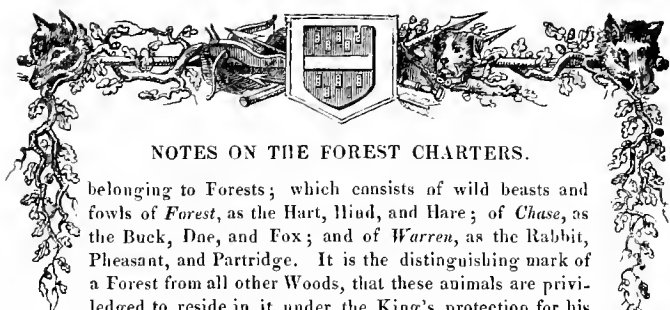 NOTES ON THE FOREST CHARTERS.
belonging to Forests; which consists of wild beasts and
fowls of Forest, as the Hart, Hind, and Hare; of Chase, as
the Buck, Doe, and Fox; and of Warren, as the Rabbit,
Pheasant, and Partridge. It is the distinguishing mark of
a Forest from all other Woods, that these animals are privi-
ledged to reside in it under the King's protection for his